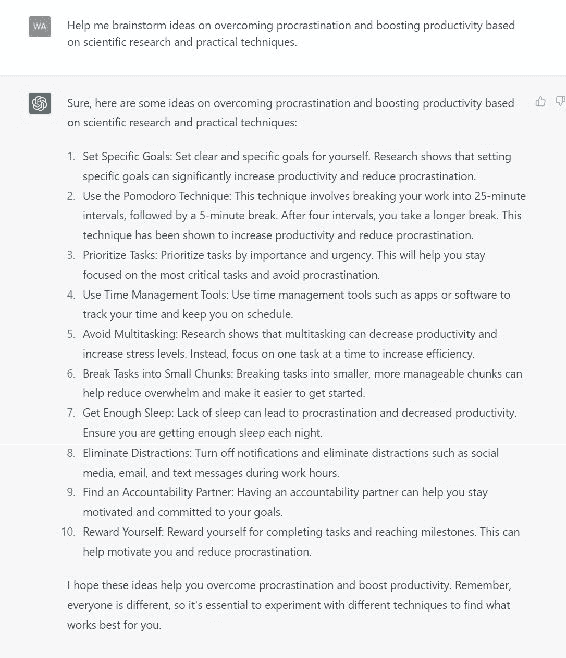 WA
Help me brainstorm ideas on overcoming procrastination and boosting productivity based
on scientific research and practical techniques.
Sure, here are some ideas on overcoming procrastination and boosting productivity based
on scientific research and practical techniques:
1. Set Specific Goals: Set clear and specific goals for yourself. Research shows that setting
specific goals can significantly increase productivity and reduce procrastination.
2. Use the Pomodoro Technique: This technique involves breaking your work into 25-minute
intervals, followed by a 5-minute break. After four intervals, you take a longer break. This
technique has been shown to increase productivity and reduce procrastination.
3. Prioritize Tasks: Prioritize tasks by importance and urgency. This will help you stay
focused on the most critical tasks and avoid procrastination.
4. Use Time Management Tools: Use time management tools such as apps or software to
track your time and keep you on schedule.
5. Avoid Multitasking: Research shows that multitasking can decrease productivity and
increase stress levels. Instead, focus on one task at a time to increase efficiency.
6. Break Tasks into Small Chunks: Breaking tasks into smaller, more manageable chunks can
help reduce overwhelm and make it easier to get started.
7. Get Enough Sleep: Lack of sleep can lead to procrastination and decreased productivity.
Ensure you are getting enough sleep each night.
8. Eliminate Distractions: Turn off notifications and eliminate distractions such as social
media, email, and text messages during work hours.
9. Find an Accountability Partner: Having an accountability partner can help you stay
motivated and committed to your goals.
10. Reward Yourself: Reward yourself for completing tasks and reaching milestones. This can
help motivate you and reduce procrastination.
I hope these ideas help you overcome procrastination and boost productivity. Remember,
everyone is different, so it's essential to experiment with different techniques to find what
works best for you.